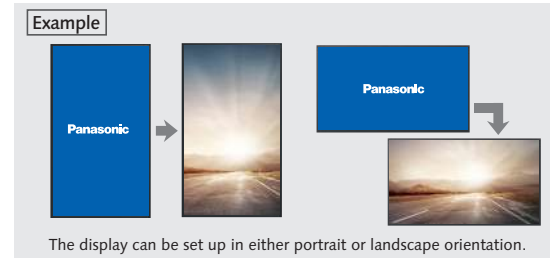 Example
Panasonic
Panasonic
The display can be set up in either portrait or landscape orientation.